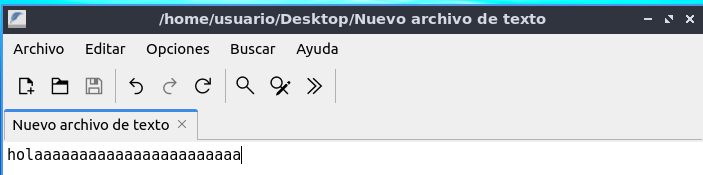 /home/usuario/Desktop/Nuevo archivo de texto
Archivo Editar Opciones Buscar Ayuda
Nuevo archivo de texto
holaaaaaaaaaaaaaaaaaaaaaaa